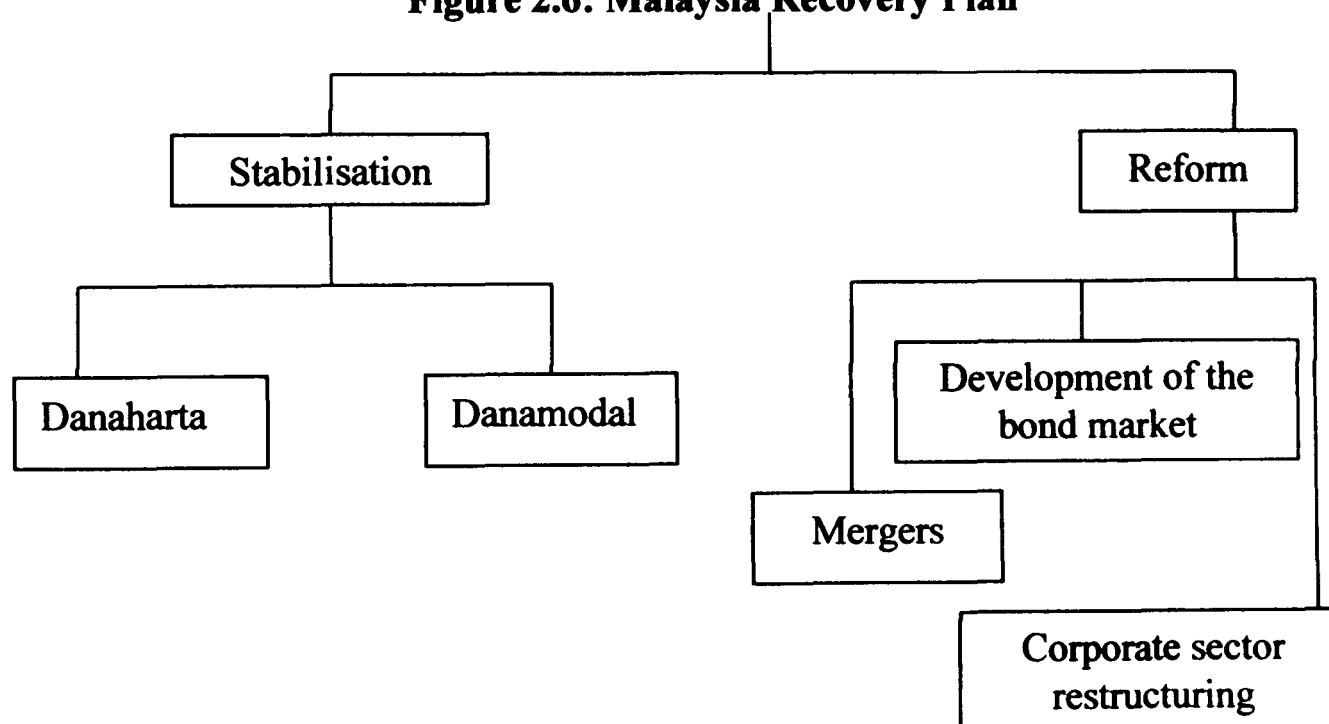 Figure 2.6: Malaysia Recovery Plan
Stabilisation
Reform
Danaharta
Danamodal
Development of the
bond market
Mergers
Corporate sector
restructuring